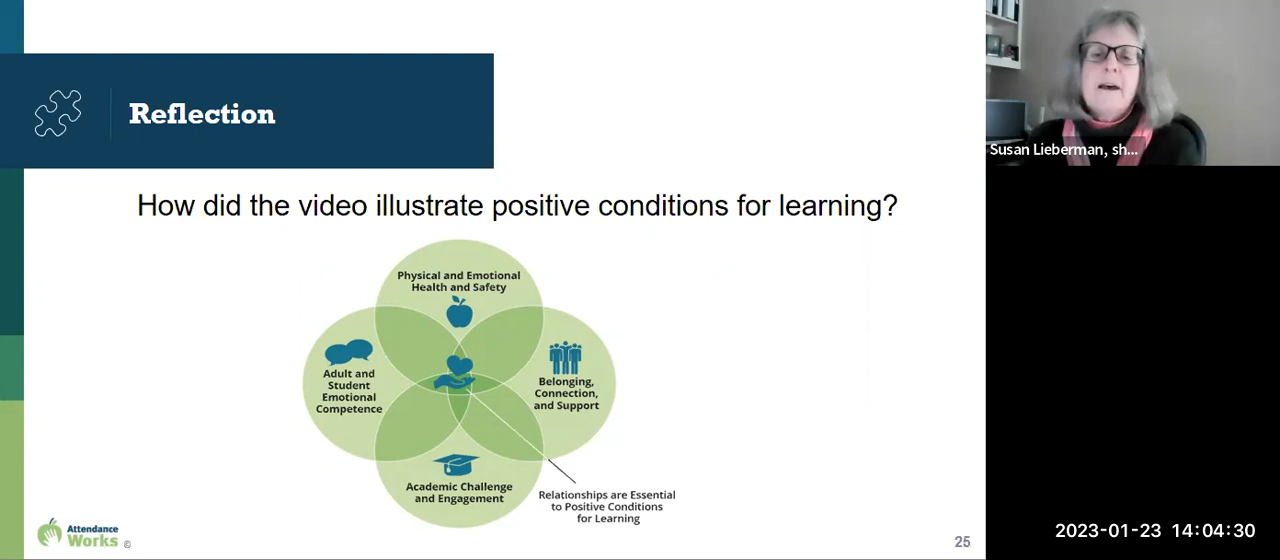 Reflection
How did the video illustrate positive conditions for learning?
Physical and Emotional
Health and Safety
Adult and
Student
Emotional
Competence
Belonging,
Connection,
and Support
Academic Challenge
and Engagement
Relationships are Essential
to Positive Conditions
for Learning
Attendance
Works ©
25
Susan Lieberman, sh...
2023-01-23 14:04:30